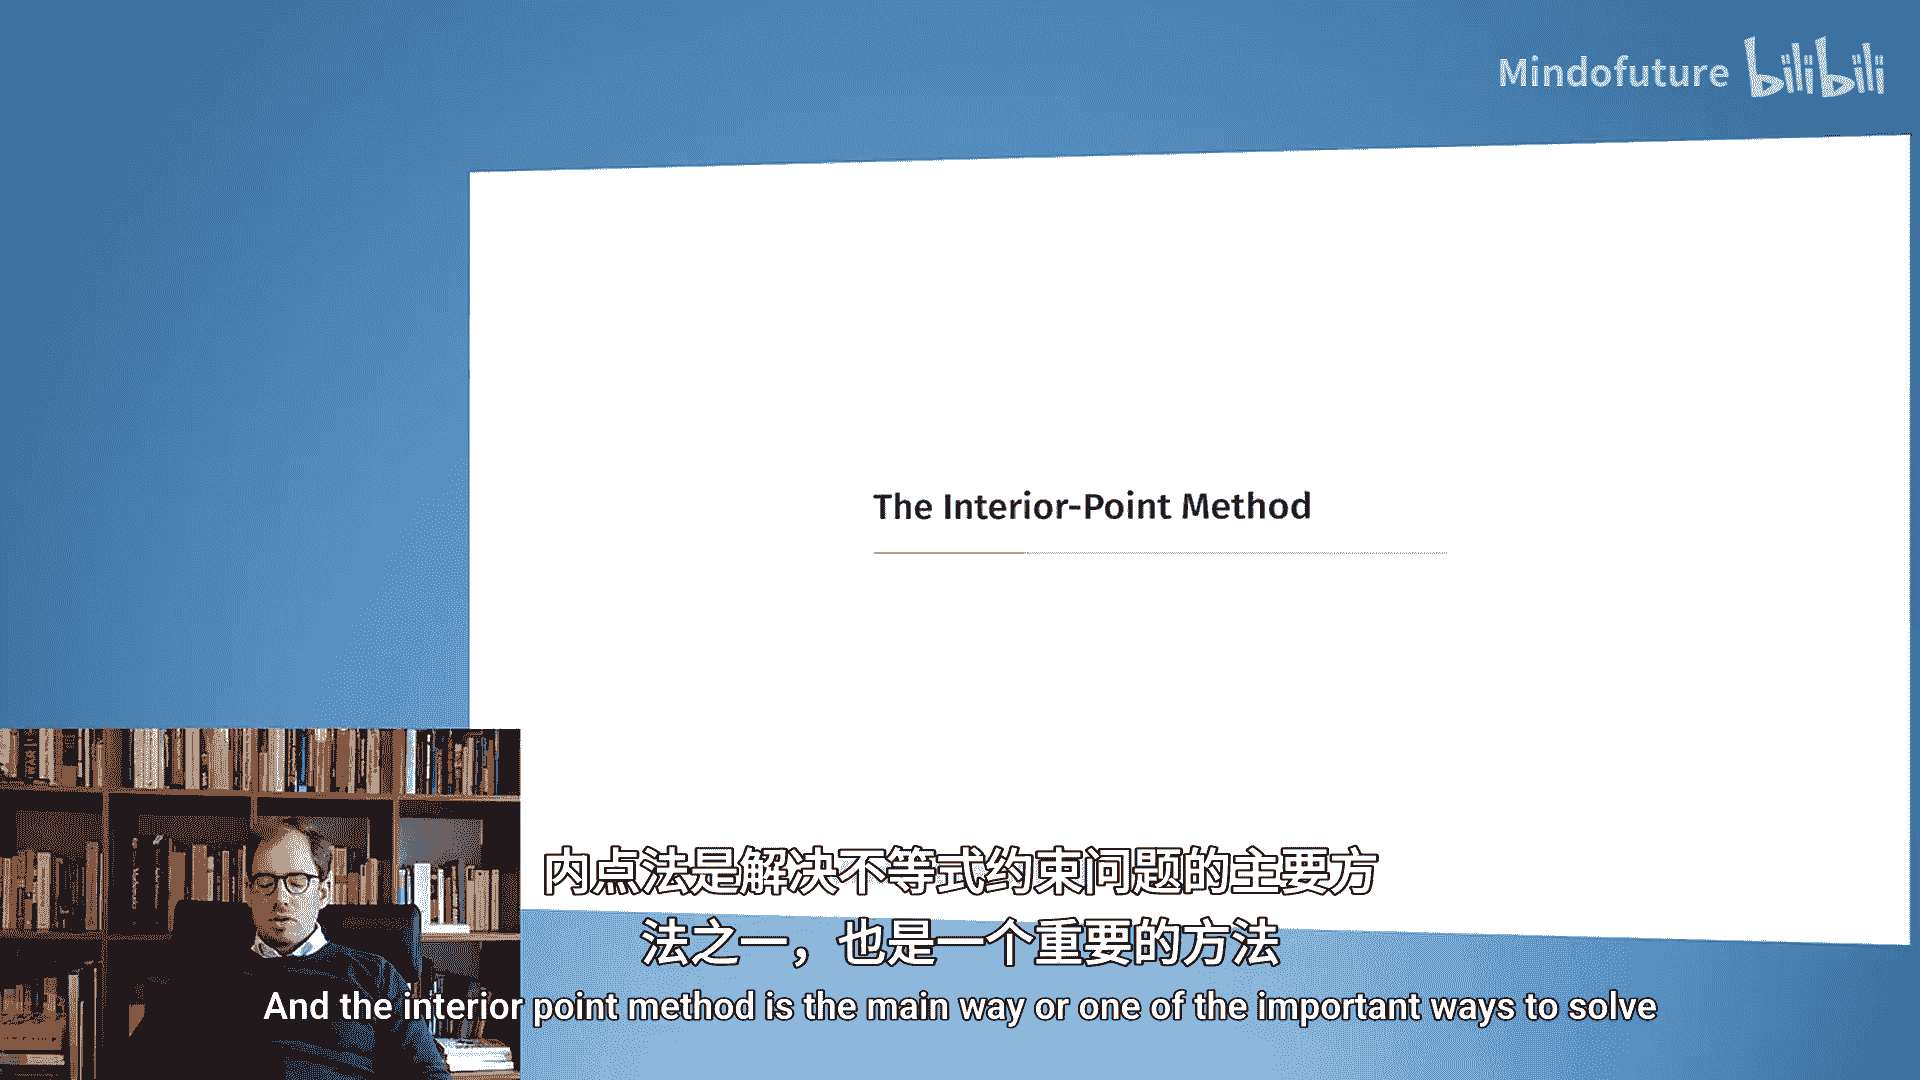 Mindofuture bilibili
The Interior-Point Method
内点法是解决不等式约束问题的主要方
法之一，也是一个重要的方法
And the interior point method is the main way or one of the important ways to solve